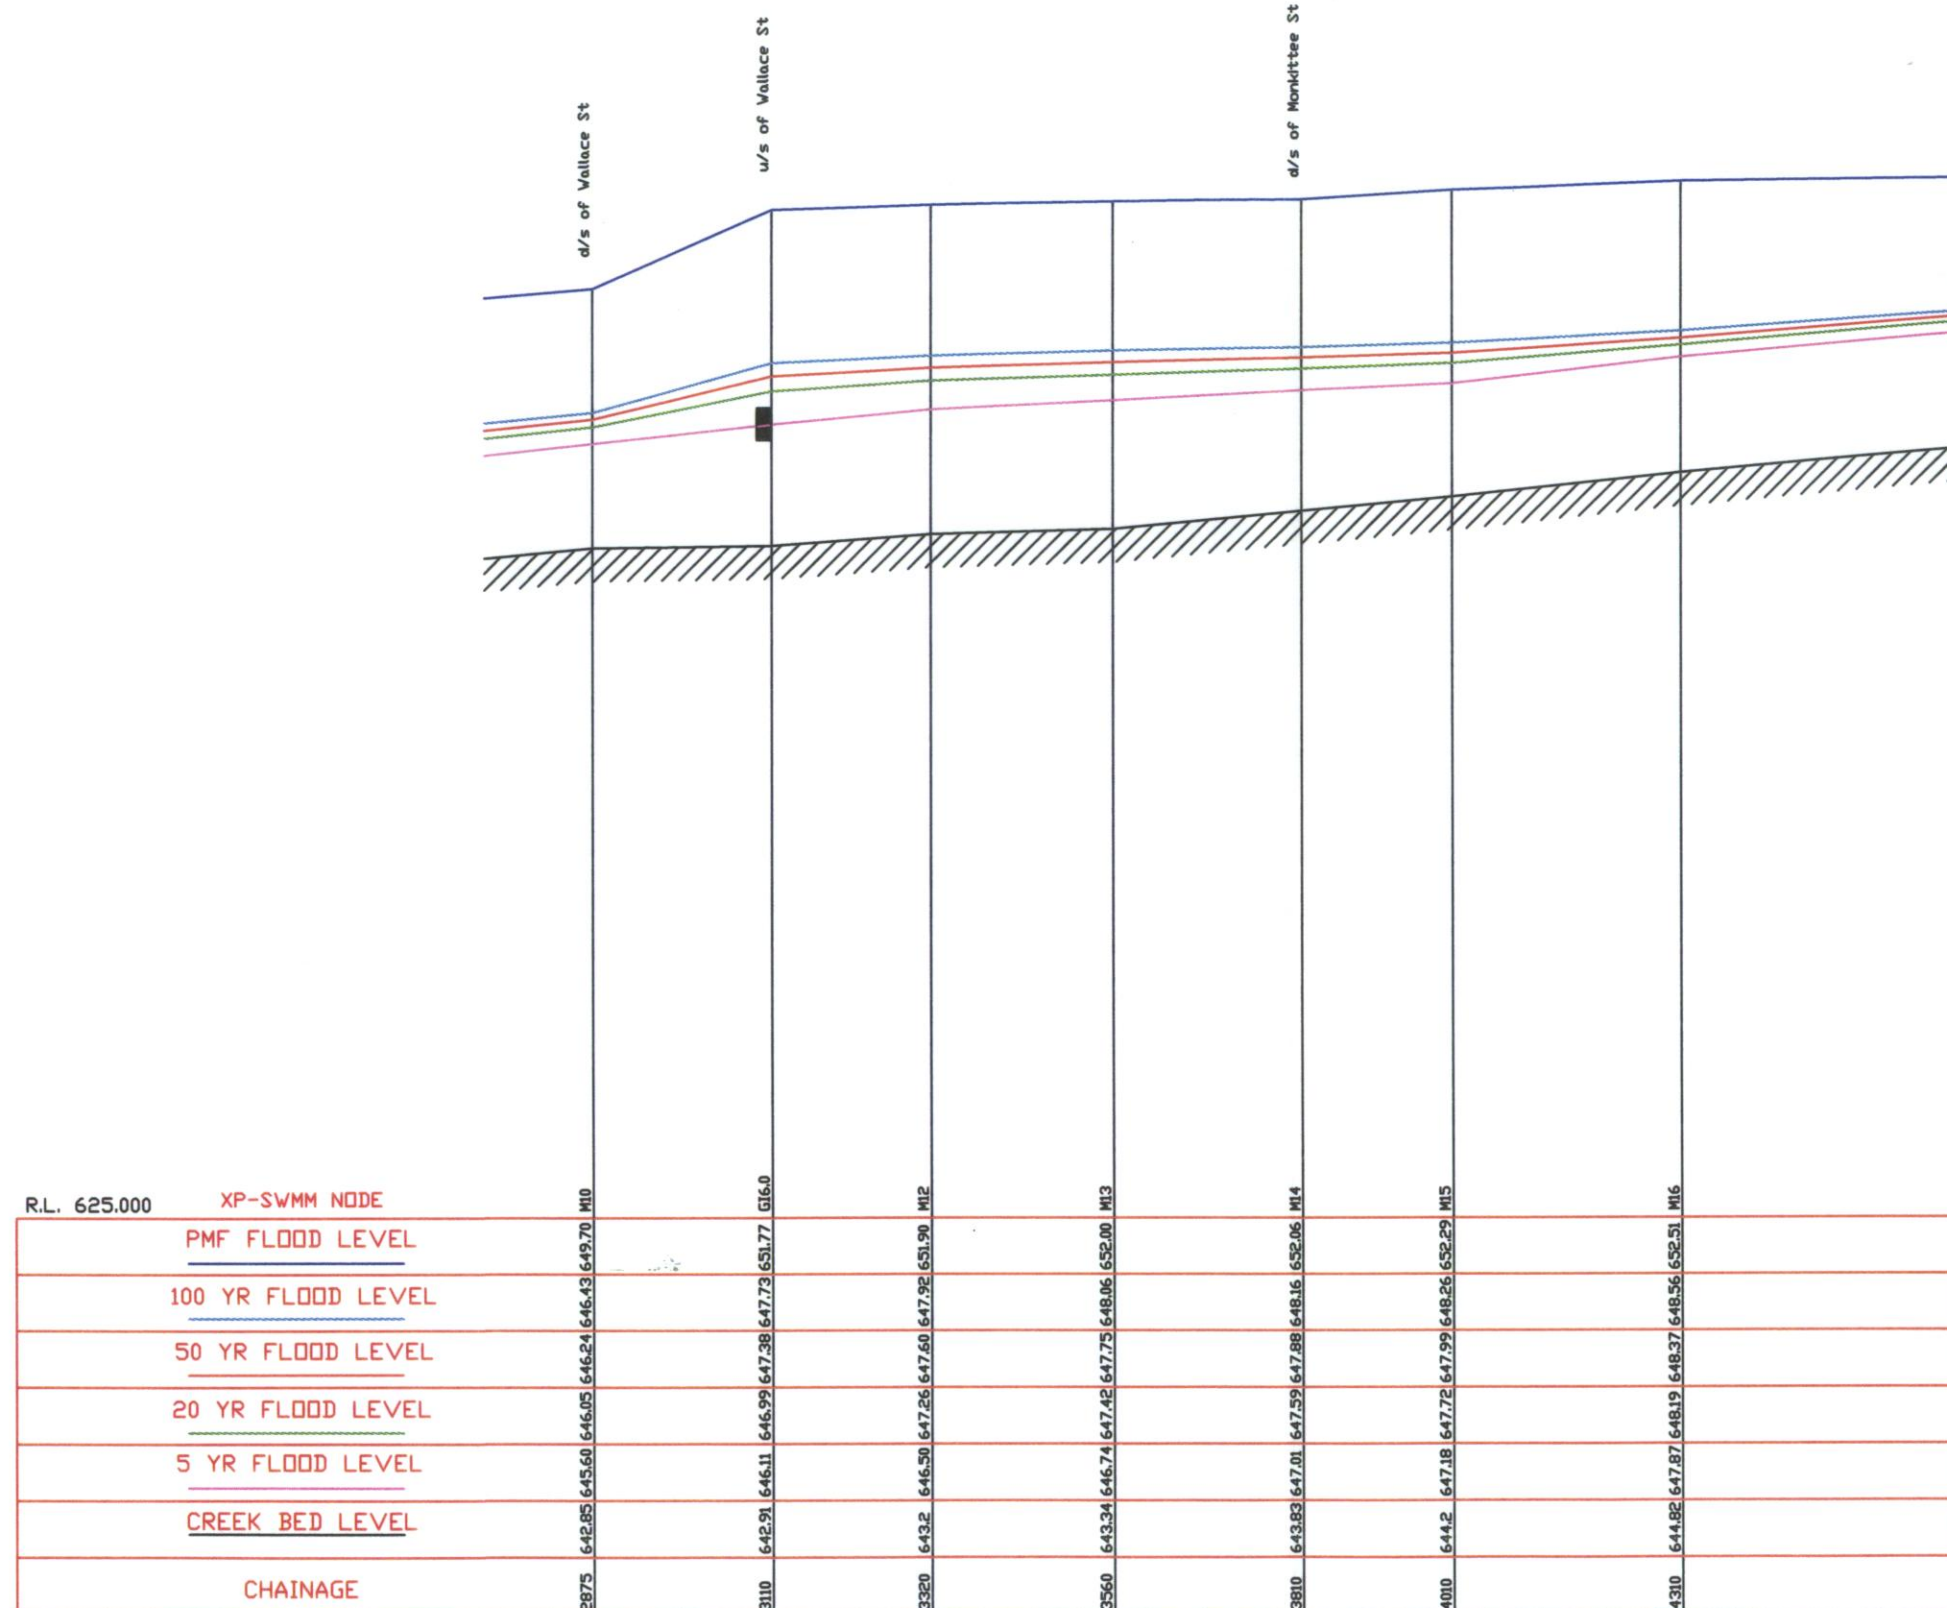 d/s of Wallace St
u/s of Wallace St
d/s of Monkittee St
R.L. 625.000 XP-SWMM NODE M10 GI6.0 M12 M13 M14 M15 M16
PMF FLOOD LEVEL 649.70 651.77 651.90 652.00 652.06 652.29 652.51
100 YR FLOOD LEVEL 646.43 647.73 647.92 648.06 648.16 648.26 648.56
50 YR FLOOD LEVEL 646.24 647.38 647.60 647.75 647.88 647.99 648.37
20 YR FLOOD LEVEL 646.05 646.99 647.26 647.42 647.59 647.72 648.19
5 YR FLOOD LEVEL 645.60 646.11 646.50 646.74 647.01 647.18 647.87
CREEK BED LEVEL 642.85 642.91 643.2 643.34 643.83 644.2 644.82
CHAINAGE 2875 3110 3320 3560 3810 4010 4310